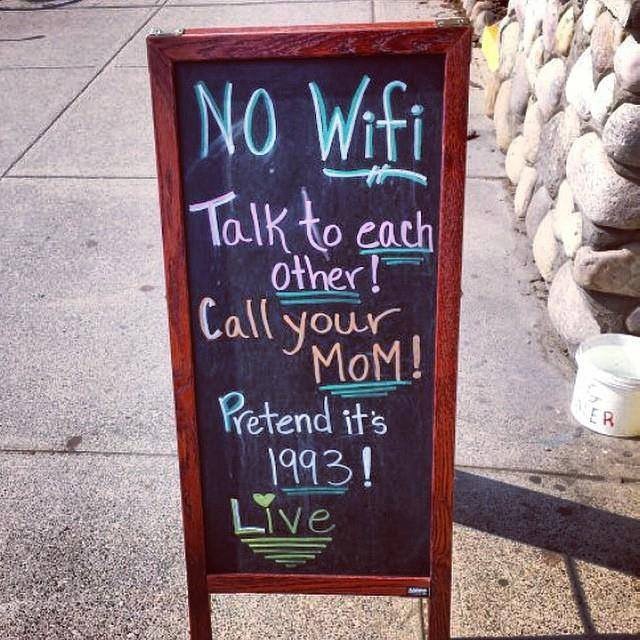 NO Wifi
Talk to each
other!
Call your
MOM!
Pretend it's
1993!
Live